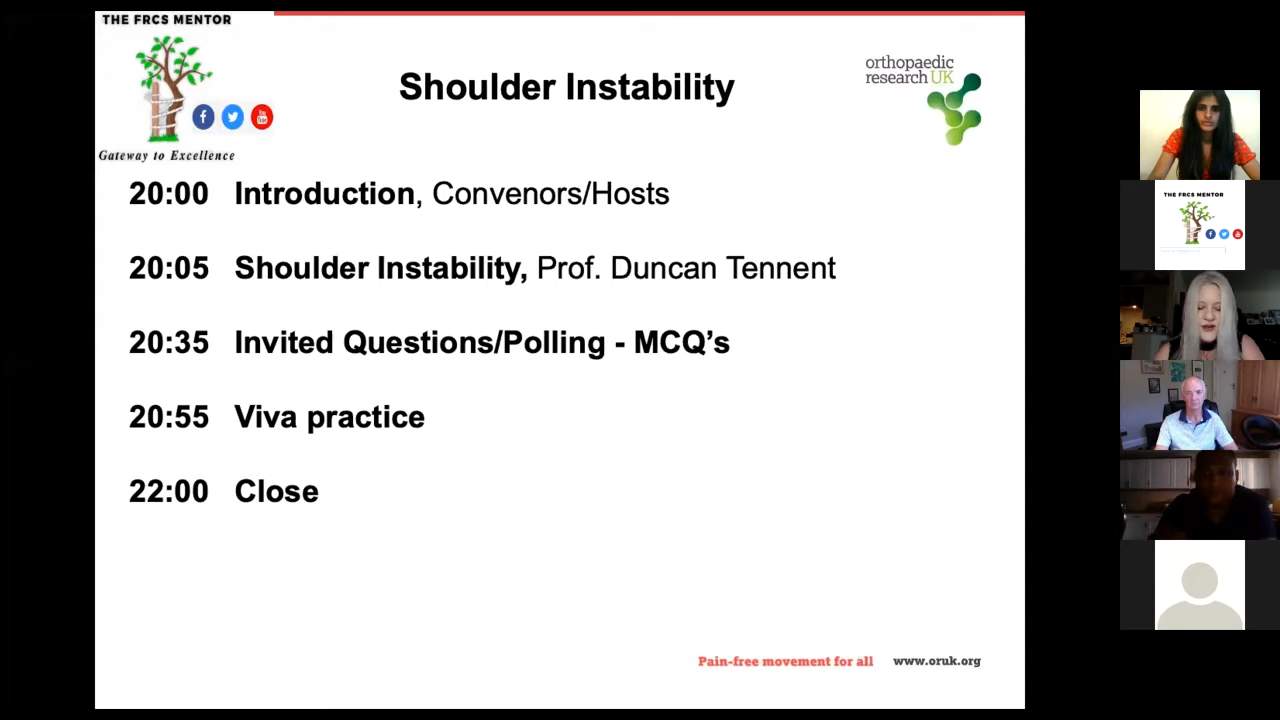 THE FRCS MENTOR
Gateway to Excellence
Shoulder Instability
orthopaedic
research UK
20:00 Introduction, Convenors/Hosts
20:05 Shoulder Instability, Prof. Duncan Tennent
20:35 Invited Questions/Polling - MCQ’s
20:55 Viva practice
22:00 Close
Pain-free movement for all www.oruk.org
THE FRCS MENTOR